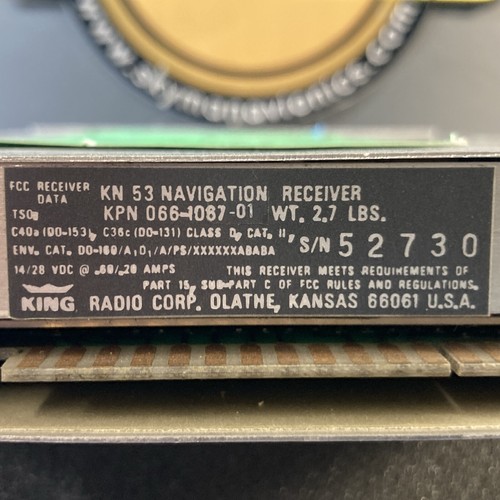 www.skynavavionics.com
FCC RECEIVER DATA KN 53 NAVIGATION RECEIVER
TSO: KPN 066-1067-01 WT. 2.7 LBS.
C40a (DO-153), C36c (DO-131) CLASS D, CAT. II, S/N 52730
ENV. CAT. DO-160/A1D1/A/PS/XXXXXXABABA
14/28 VDC @ .60/.20 AMPS THIS RECEIVER MEETS REQUIREMENTS OF
PART 15, SUB-PART C OF FCC RULES AND REGULATIONS.
KING RADIO CORP. OLATHE, KANSAS 66061 U.S.A.